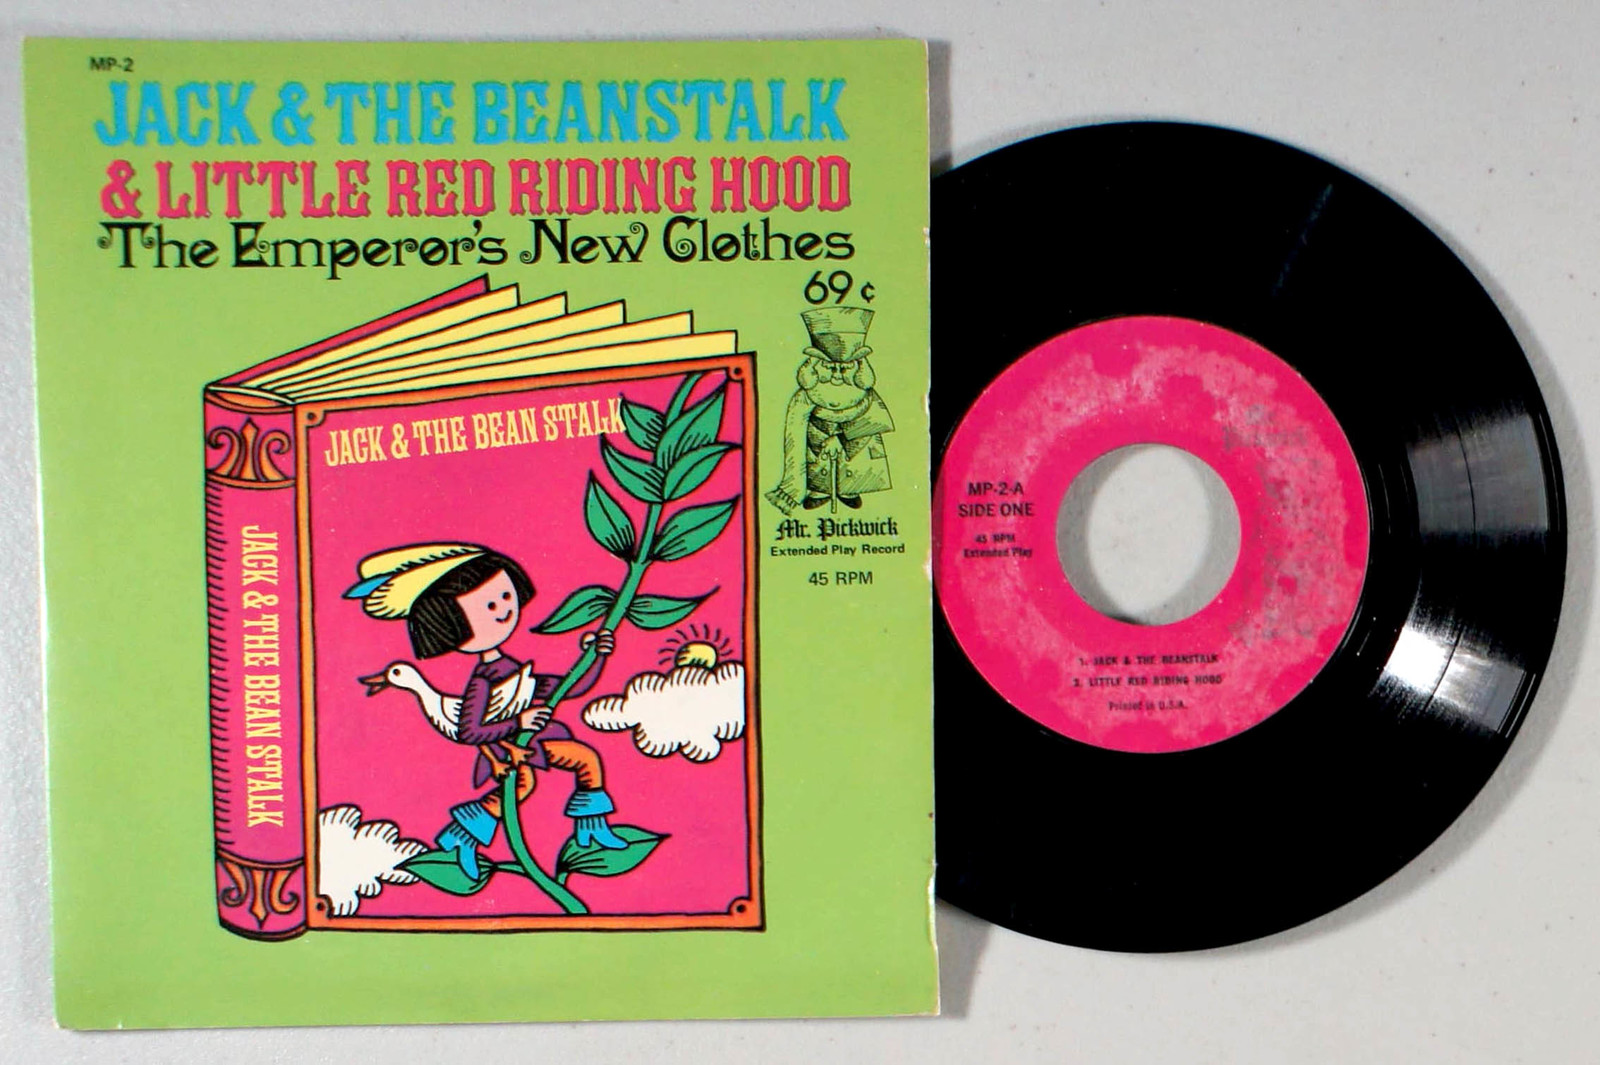 MP-2
JACK & THE BEANSTALK
& LITTLE RED RIDING HOOD
The Emperor's New Clothes
69¢
JACK & THE BEAN STALK
JACK & THE BEAN STALK
Mr. Pickwick
Extended Play Record
45 RPM
MP-2-A
SIDE ONE
45 RPM
Extended Play
1. JACK & THE BEANSTALK
2. LITTLE RED RIDING HOOD
Printed in U.S.A.